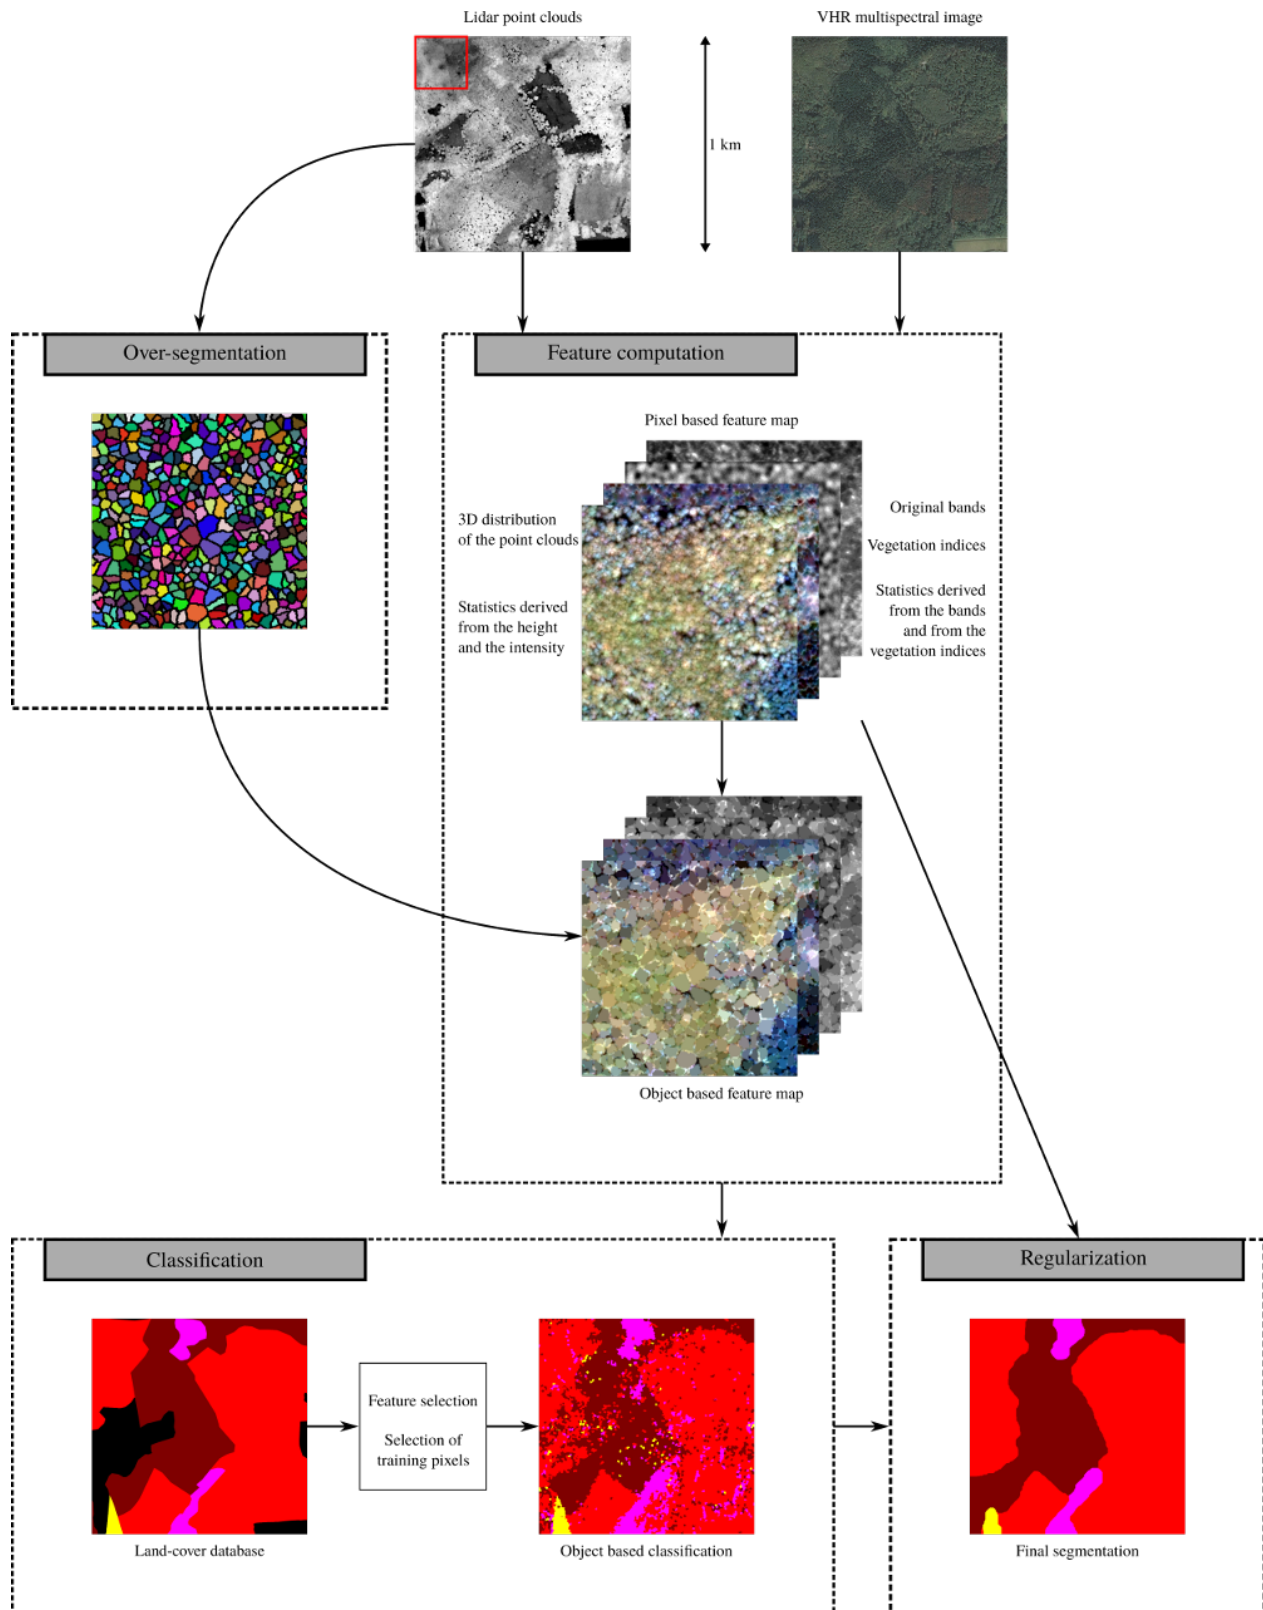 Lidar point clouds
VHR multispectral image
1 km
Over-segmentation
Feature computation
Pixel based feature map
3D distribution
of the point clouds
Statistics derived
from the height
and the intensity
Original bands
Vegetation indices
Statistics derived
from the bands
and from the
vegetation indices
Object based feature map
Classification
Regularization
Feature selection
Selection of
training pixels
Land-cover database
Object based classification
Final segmentation